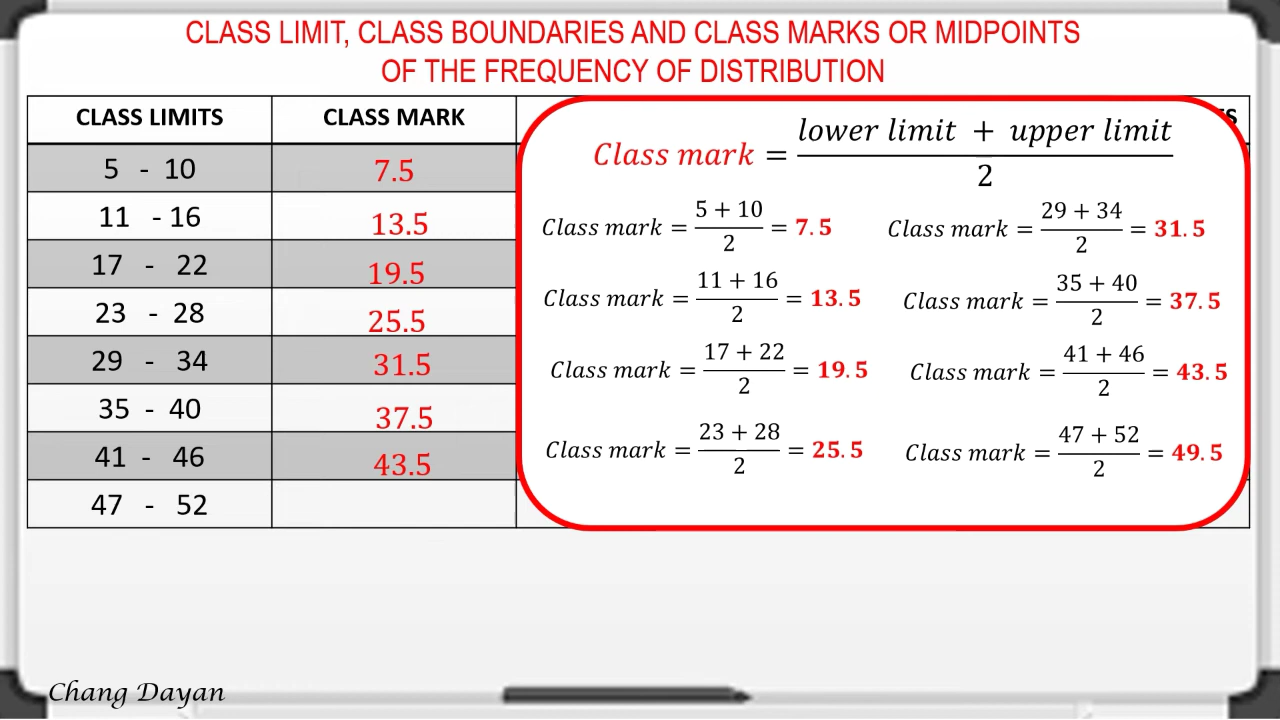 CLASS LIMIT, CLASS BOUNDARIES AND CLASS MARKS OR MIDPOINTS
OF THE FREQUENCY OF DISTRIBUTION
CLASS LIMITS CLASS MARK
5 - 10 7.5
11 - 16 13.5
17 - 22 19.5
23 - 28 25.5
29 - 34 31.5
35 - 40 37.5
41 - 46 43.5
47 - 52
Class mark = (lower limit + upper limit)/2
Class mark = (5 + 10)/2 = 7.5
Class mark = (11 + 16)/2 = 13.5
Class mark = (17 + 22)/2 = 19.5
Class mark = (23 + 28)/2 = 25.5
Class mark = (29 + 34)/2 = 31.5
Class mark = (35 + 40)/2 = 37.5
Class mark = (41 + 46)/2 = 43.5
Class mark = (47 + 52)/2 = 49.5
Chang Dayan